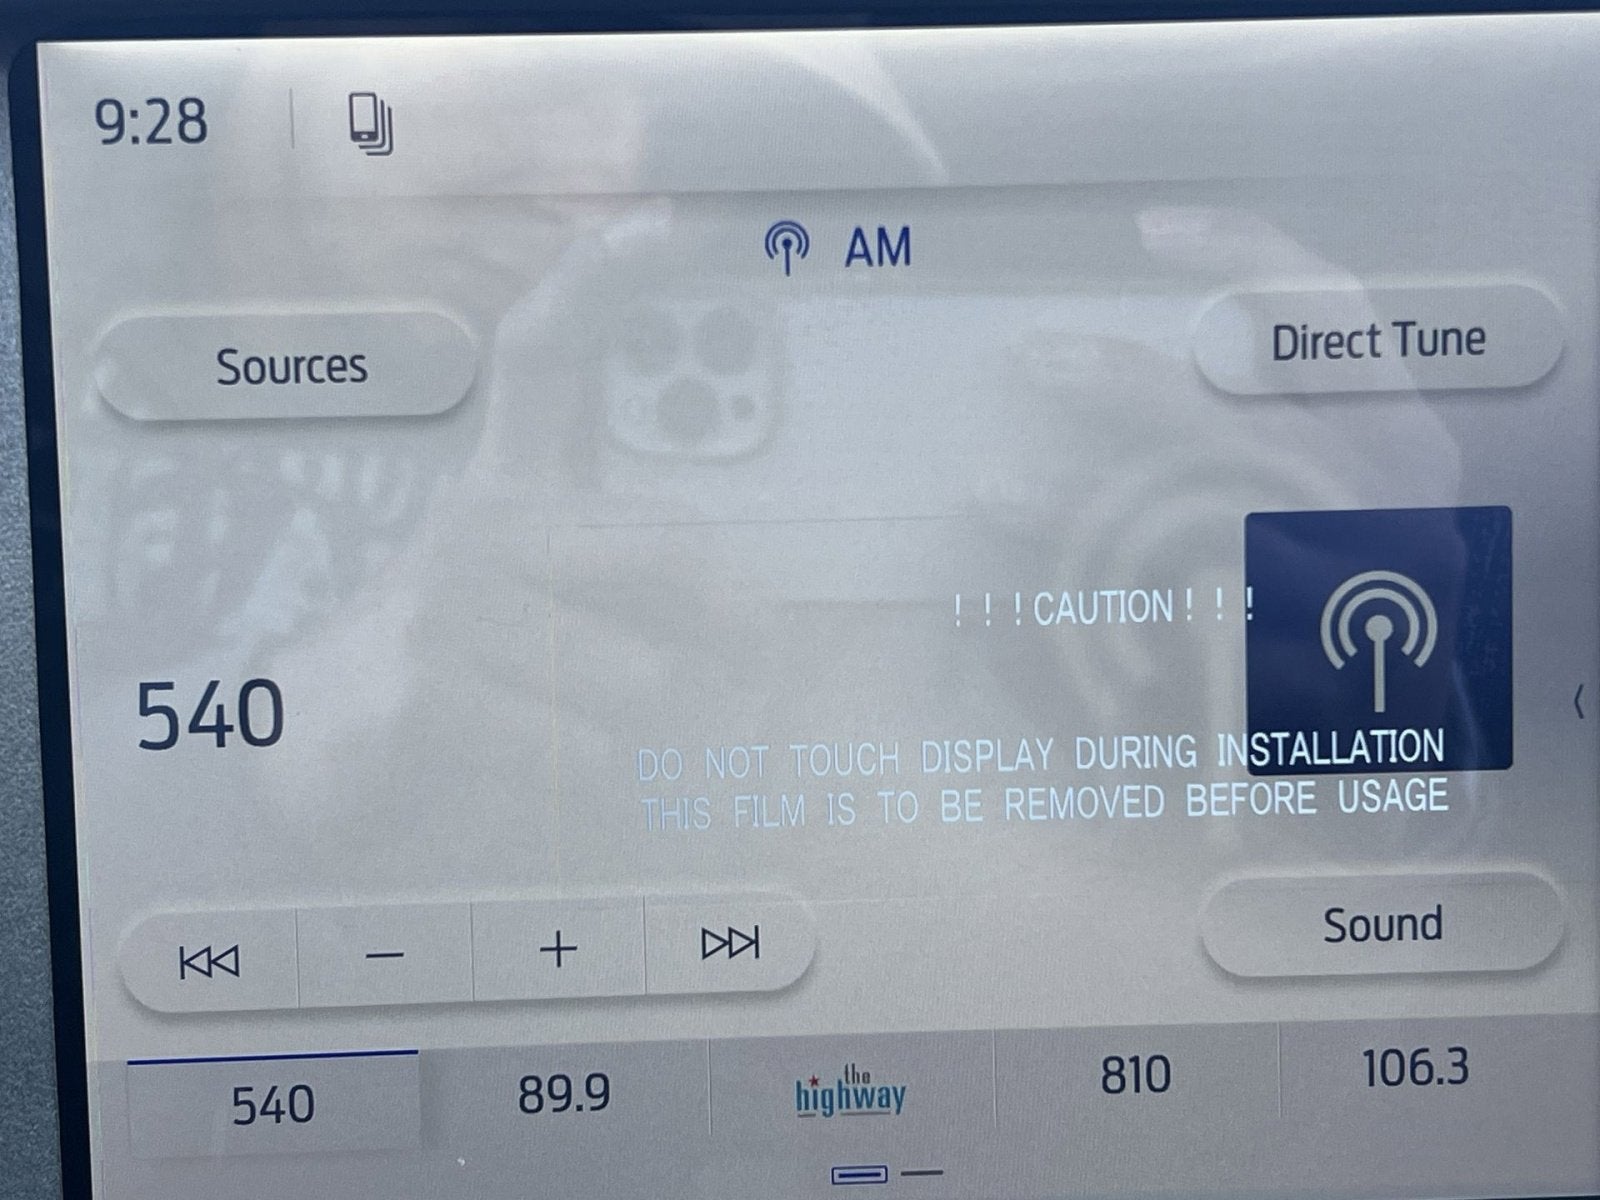 9:28
AM
Sources
Direct Tune
! ! ! CAUTION ! ! !
540
DO NOT TOUCH DISPLAY DURING INSTALLATION
THIS FILM IS TO BE REMOVED BEFORE USAGE
Sound
540
89.9
the
highway
810
106.3